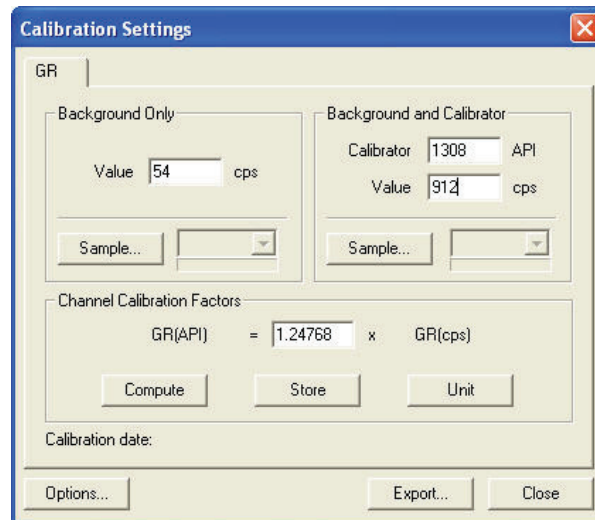 Calibration Settings
GR
Background Only
Value 54 cps
Sample...
Background and Calibrator
Calibrator 1308 API
Value 912 cps
Sample...
Channel Calibration Factors
GR(API) = 1.24768 x GR(cps)
Compute Store Unit
Calibration date:
Options... Export... Close